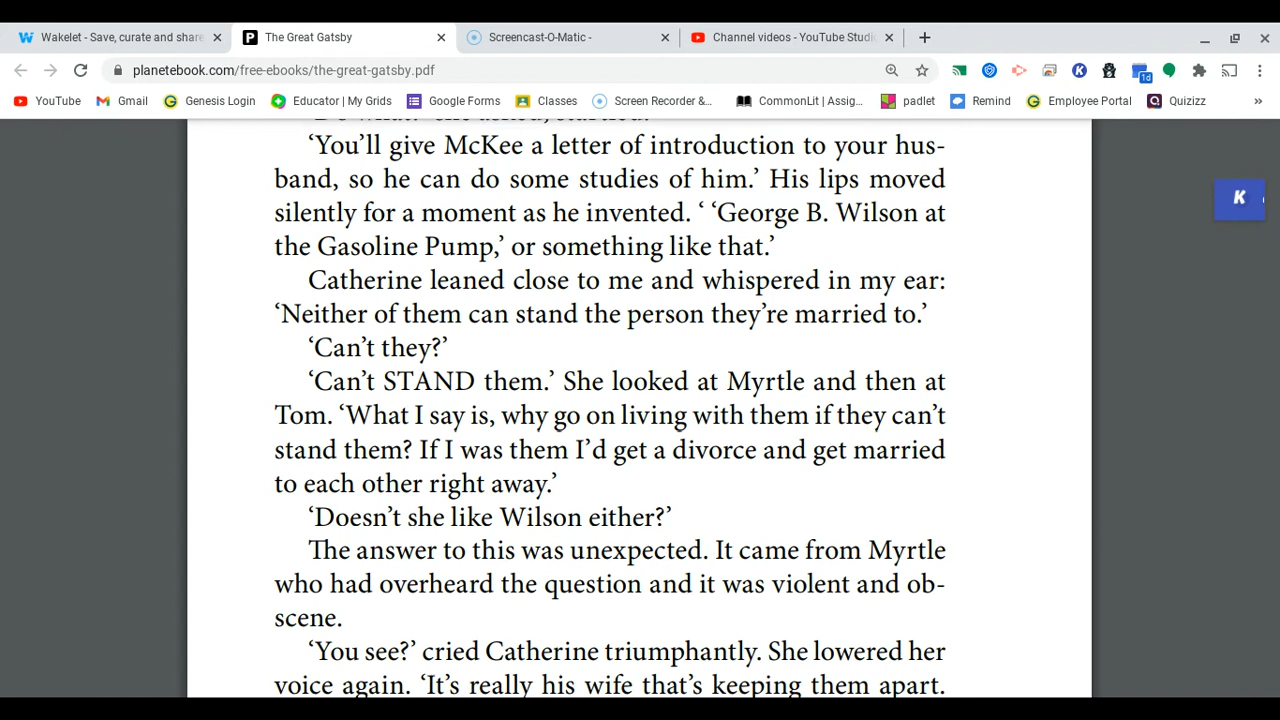 Wakelet - Save, curate and share
The Great Gatsby
Screencast-O-Matic -
Channel videos - YouTube Studi
planetebook.com/free-ebooks/the-great-gatsby.pdf
1d
YouTube
Gmail
Genesis Login
Educator | My Grids
Google Forms
Classes
Screen Recorder &...
CommonLit | Assig...
padlet
Remind
Employee Portal
Quizizz
»
‘You’ll give McKee a letter of introduction to your hus-
band, so he can do some studies of him.’ His lips moved
silently for a moment as he invented. ‘ ‘George B. Wilson at
the Gasoline Pump,’ or something like that.’
Catherine leaned close to me and whispered in my ear:
‘Neither of them can stand the person they’re married to.’
‘Can’t they?’
‘Can’t STAND them.’ She looked at Myrtle and then at
Tom. ‘What I say is, why go on living with them if they can’t
stand them? If I was them I’d get a divorce and get married
to each other right away.’
‘Doesn’t she like Wilson either?’
The answer to this was unexpected. It came from Myrtle
who had overheard the question and it was violent and ob-
scene.
‘You see?’ cried Catherine triumphantly. She lowered her
voice again. ‘It’s really his wife that’s keeping them apart.
K